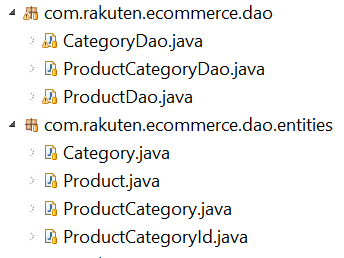 com.rakuten.ecommerce.dao
CategoryDao.java
ProductCategoryDao.java
ProductDao.java
com.rakuten.ecommerce.dao.entities
Category.java
Product.java
ProductCategory.java
ProductCategoryId.java